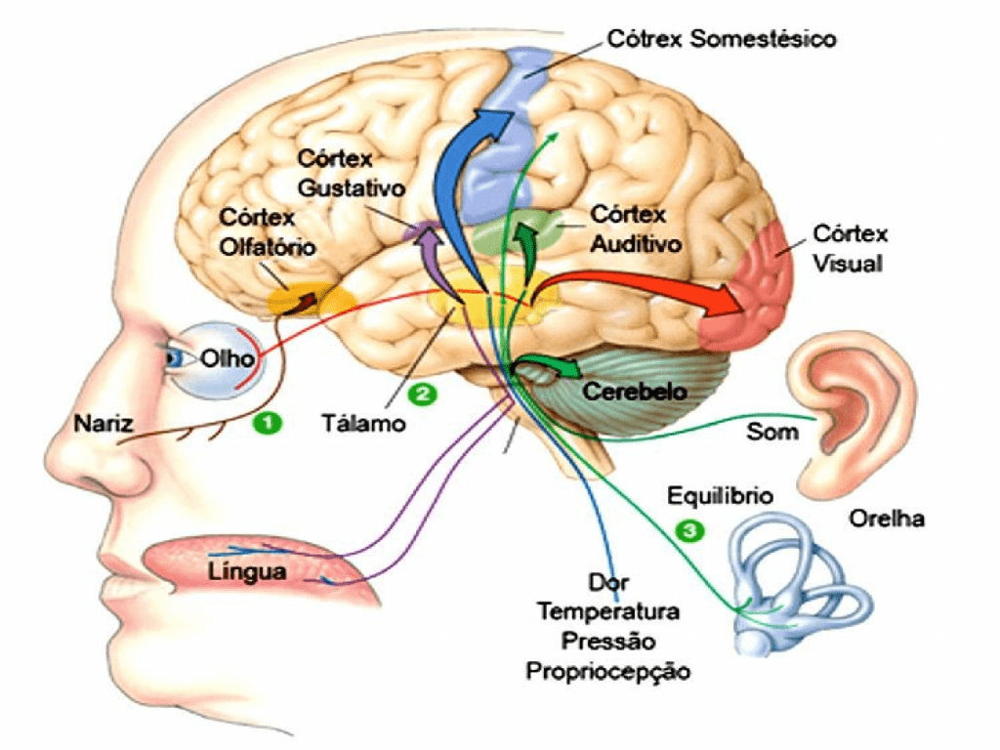 Cótrex Somestésico
Córtex
Gustativo
Córtex
Olfatório
Córtex
Auditivo
Córtex
Visual
Olho
Nariz
1
2
Tálamo
Cerebelo
Som
Equilíbrio
3
Orelha
Língua
Dor
Temperatura
Pressão
Propriocepção